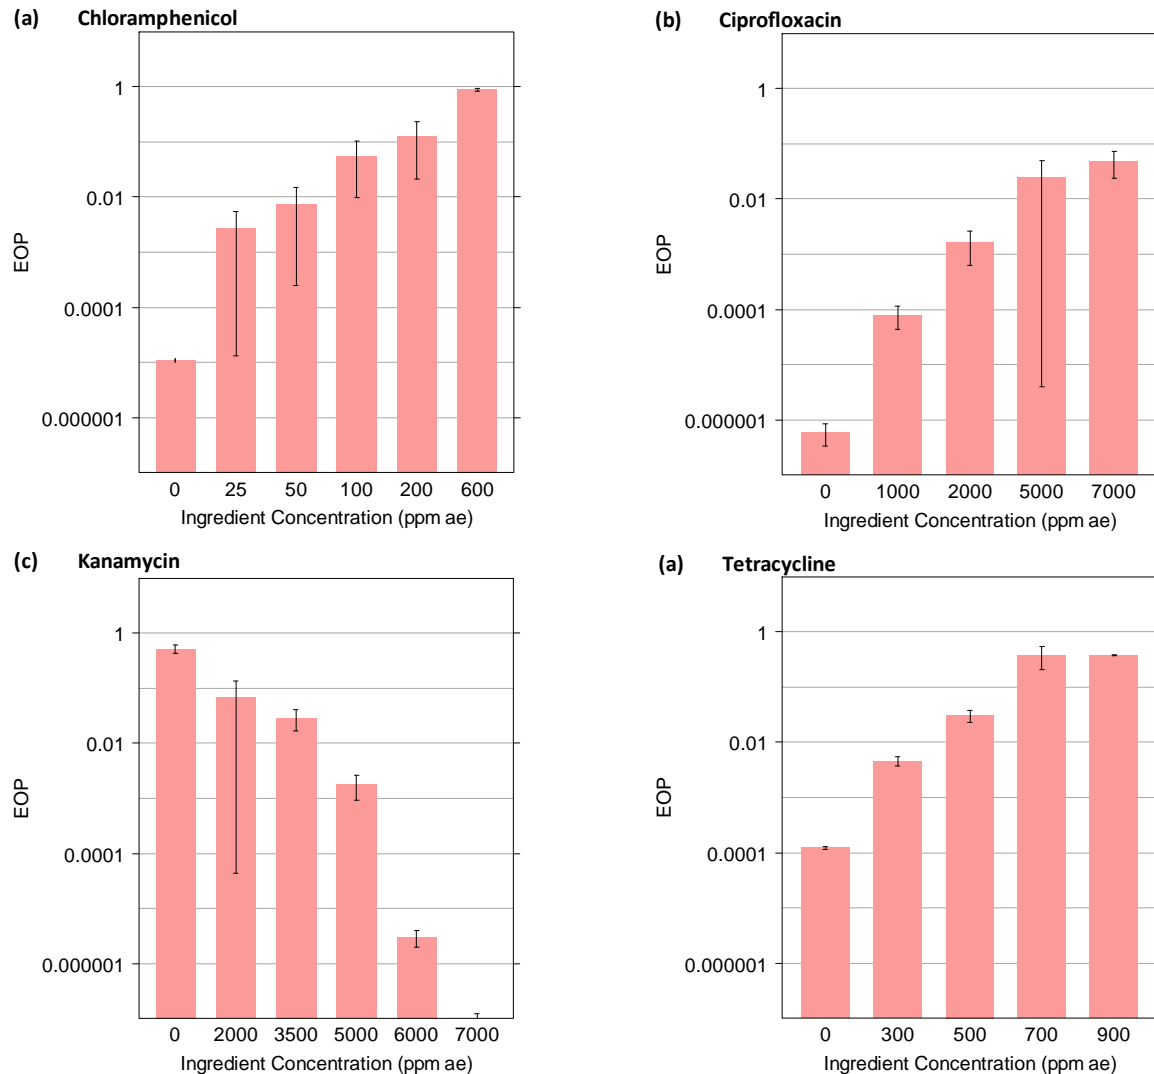 (a) Chloramphenicol
1
0.01
0.0001
0.000001
EOP
0 25 50 100 200 600
Ingredient Concentration (ppm ae)
(b) Ciprofloxacin
1
0.01
0.0001
0.000001
EOP
0 1000 2000 5000 7000
Ingredient Concentration (ppm ae)
(c) Kanamycin
1
0.01
0.0001
0.000001
EOP
0 2000 3500 5000 6000 7000
Ingredient Concentration (ppm ae)
(a) Tetracycline
1
0.01
0.0001
0.000001
EOP
0 300 500 700 900
Ingredient Concentration (ppm ae)